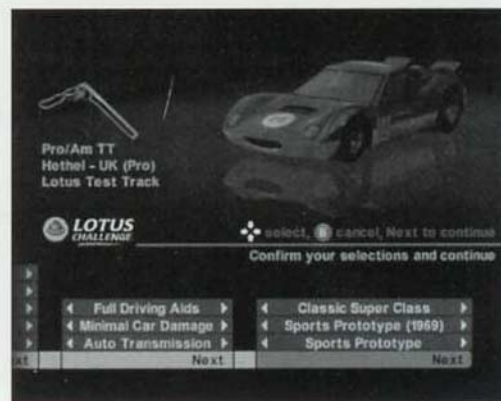 Pro/Am TT
Hethel - UK (Pro)
Lotus Test Track
LOTUS
CHALLENGE
select, B cancel, Next to continue
Confirm your selections and continue
Full Driving Aids
Minimal Car Damage
Auto Transmission
Next
Classic Super Class
Sports Prototype (1969)
Sports Prototype
Next